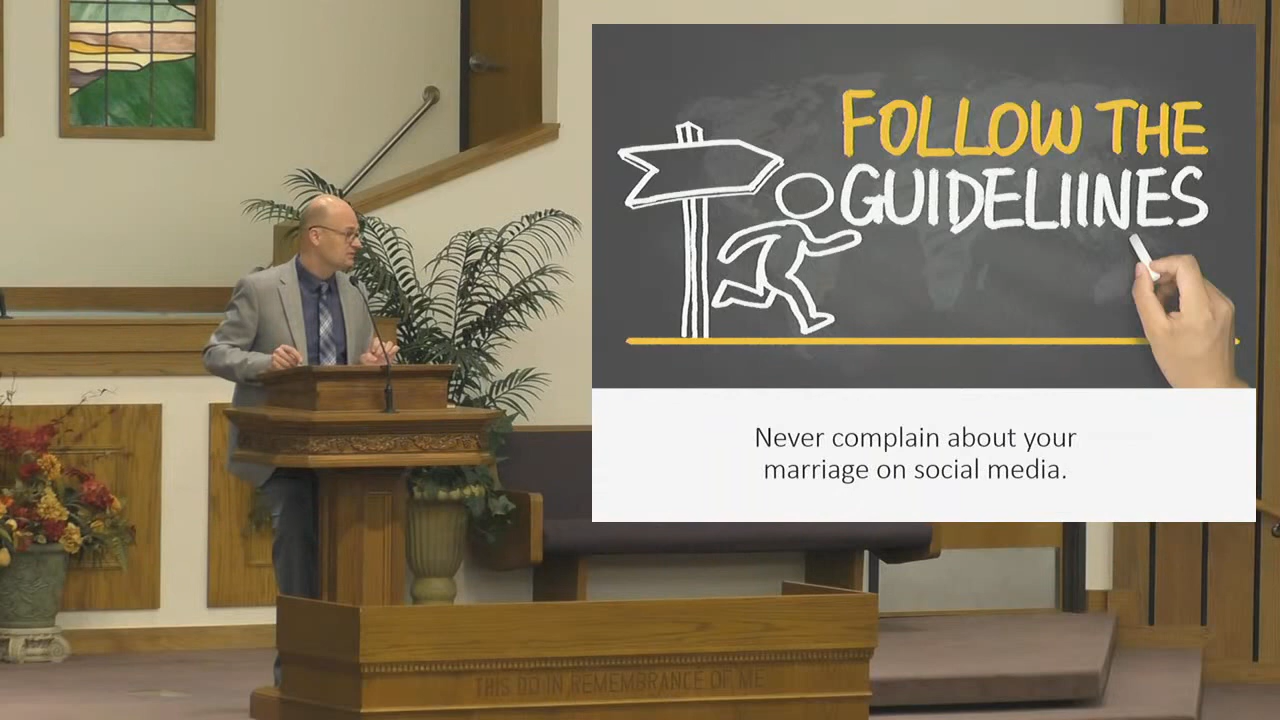 FOLLOW THE
GUIDELIINES
Never complain about your
marriage on social media.
THIS DO IN REMEMBRANCE OF ME